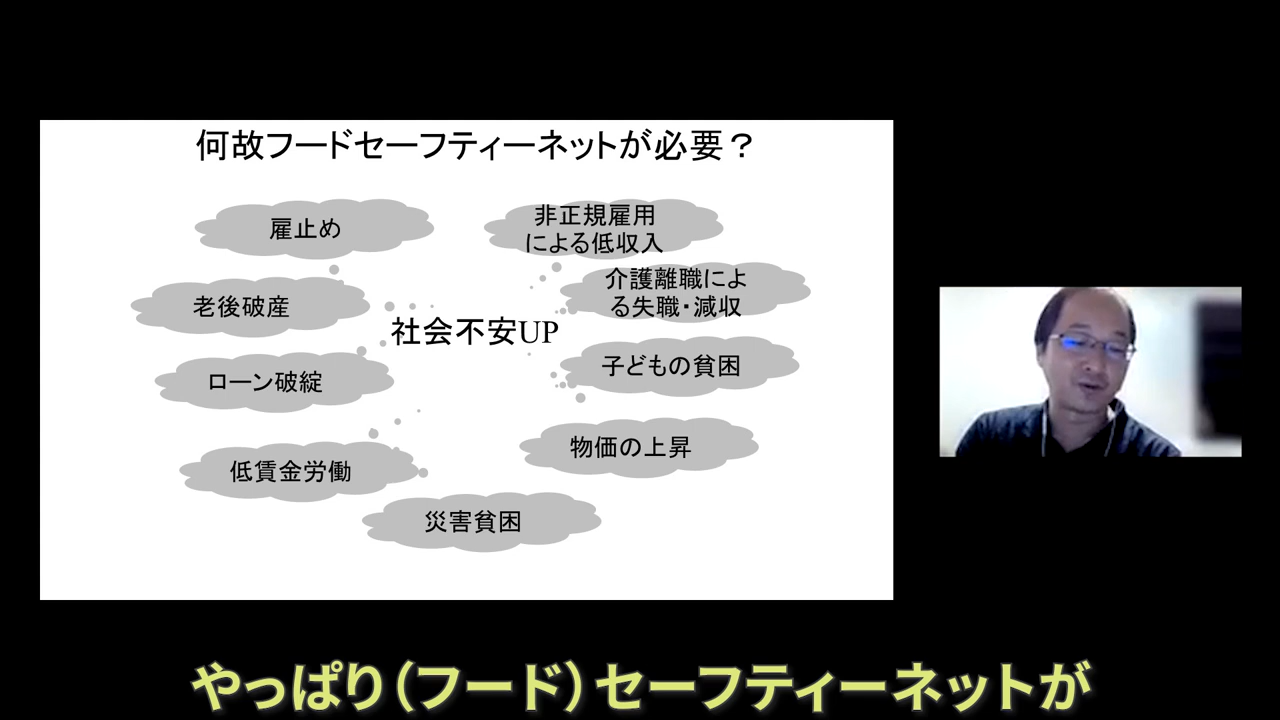 何故フードセーフティーネットが必要？
雇止め
非正規雇用
による低収入
老後破産
介護離職によ
る失職・減収
社会不安UP
ローン破綻
子どもの貧困
低賃金労働
物価の上昇
災害貧困
やっぱり（フード）セーフティーネットが